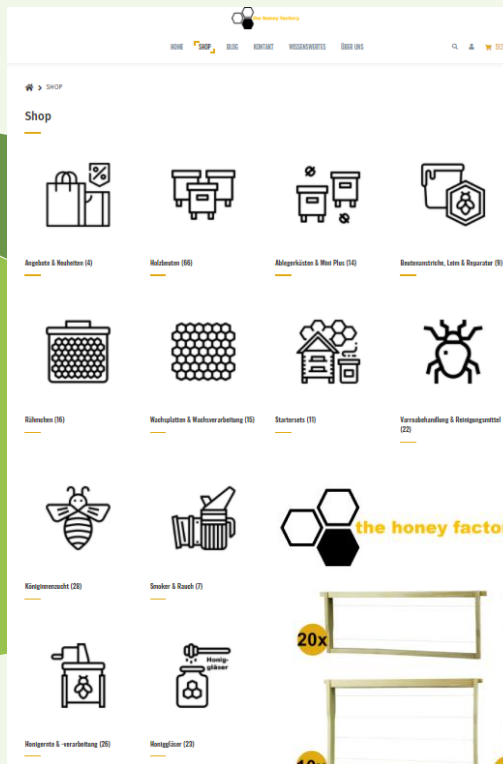 the honey factory
HOME SHOP BLOG KONTAKT WISSENSWERTES ÜBER UNS
SHOP
Shop
%
Angebote & Neuheiten (4)
Holzbeuten (66)
Ablegerkästen & Mini Plus (14)
Beutenanstriche, Leim & Reparatur (9)
Rähmchen (16)
Wachsplatten & Wachsverarbeitung (15)
Startersets (11)
Varroabehandlung & Reinigungsmittel
(22)
Königinnenzucht (28)
Smoker & Rauch (7)
the honey facto
20x
Honig-
gläser
Honigernte & -verarbeitung (26)
Honiggläser (23)
10x